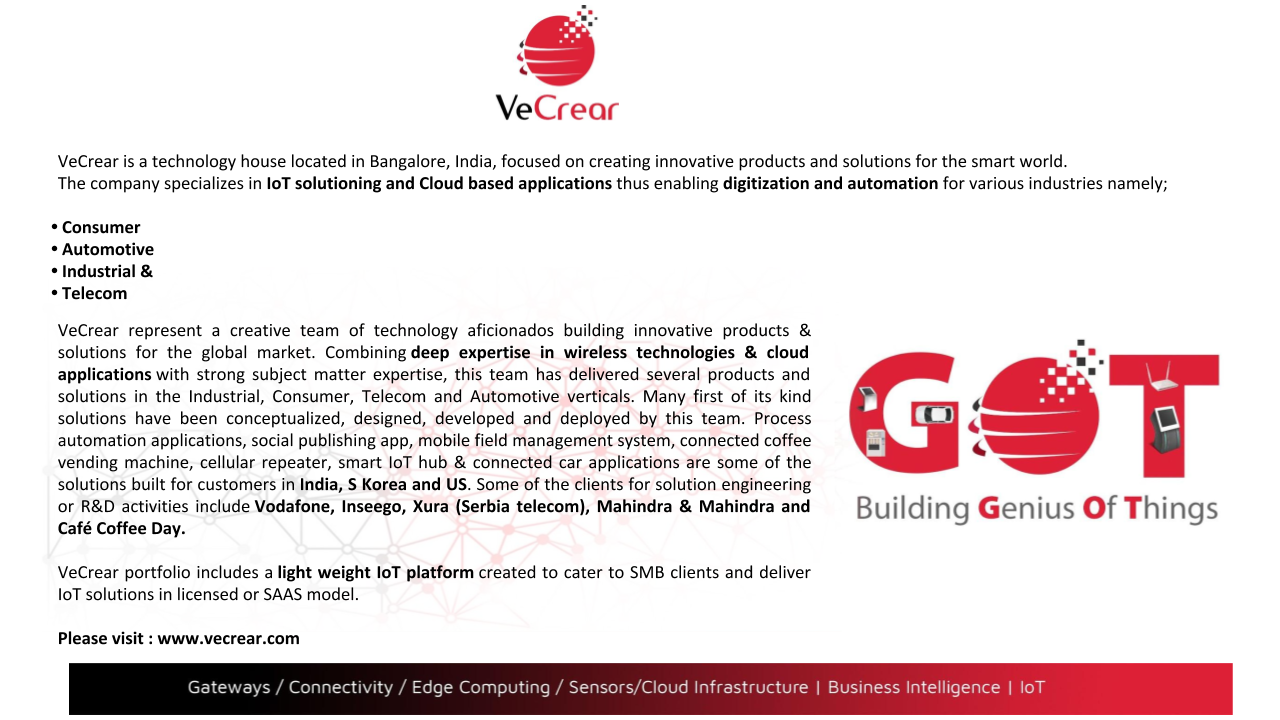 VeCrear
VeCrear is a technology house located in Bangalore, India, focused on creating innovative products and solutions for the smart world.
The company specializes in IoT solutioning and Cloud based applications thus enabling digitization and automation for various industries namely;
• Consumer
• Automotive
• Industrial &
• Telecom
VeCrear represent a creative team of technology aficionados building innovative products &
solutions for the global market. Combining deep expertise in wireless technologies & cloud
applications with strong subject matter expertise, this team has delivered several products and
solutions in the Industrial, Consumer, Telecom and Automotive verticals. Many first of its kind
solutions have been conceptualized, designed, developed and deployed by this team. Process
automation applications, social publishing app, mobile field management system, connected coffee
vending machine, cellular repeater, smart IoT hub & connected car applications are some of the
solutions built for customers in India, S Korea and US. Some of the clients for solution engineering
or R&D activities include Vodafone, Inseego, Xura (Serbia telecom), Mahindra & Mahindra and
Café Coffee Day.
VeCrear portfolio includes a light weight IoT platform created to cater to SMB clients and deliver
IoT solutions in licensed or SAAS model.
Please visit : www.vecrear.com
GOT
Building Genius Of Things
Gateways / Connectivity / Edge Computing / Sensors/Cloud Infrastructure | Business Intelligence | IoT